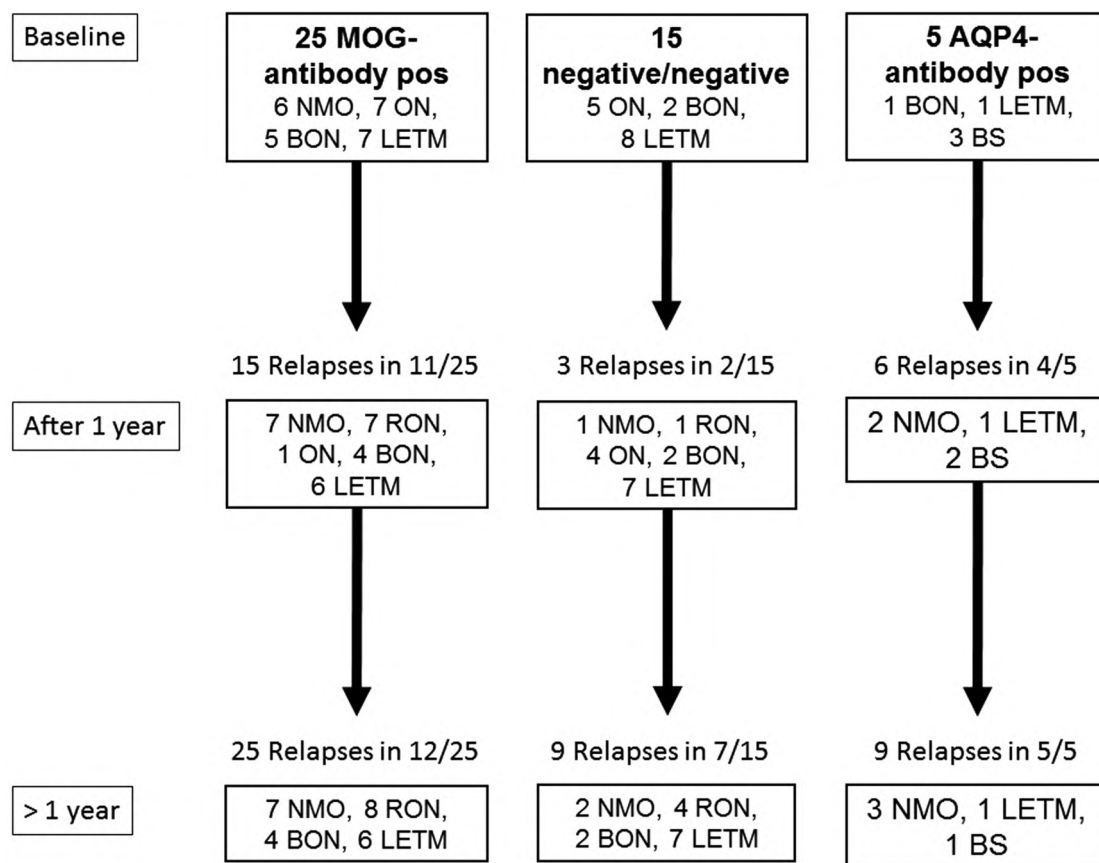 Baseline
25 MOG-
antibody pos
6 NMO, 7 ON,
5 BON, 7 LETM
15
negative/negative
5 ON, 2 BON,
8 LETM
5 AQP4-
antibody pos
1 BON, 1 LETM,
3 BS
15 Relapses in 11/25
3 Relapses in 2/15
6 Relapses in 4/5
After 1 year
7 NMO, 7 RON,
1 ON, 4 BON,
6 LETM
1 NMO, 1 RON,
4 ON, 2 BON,
7 LETM
2 NMO, 1 LETM,
2 BS
25 Relapses in 12/25
9 Relapses in 7/15
9 Relapses in 5/5
> 1 year
7 NMO, 8 RON,
4 BON, 6 LETM
2 NMO, 4 RON,
2 BON, 7 LETM
3 NMO, 1 LETM,
1 BS